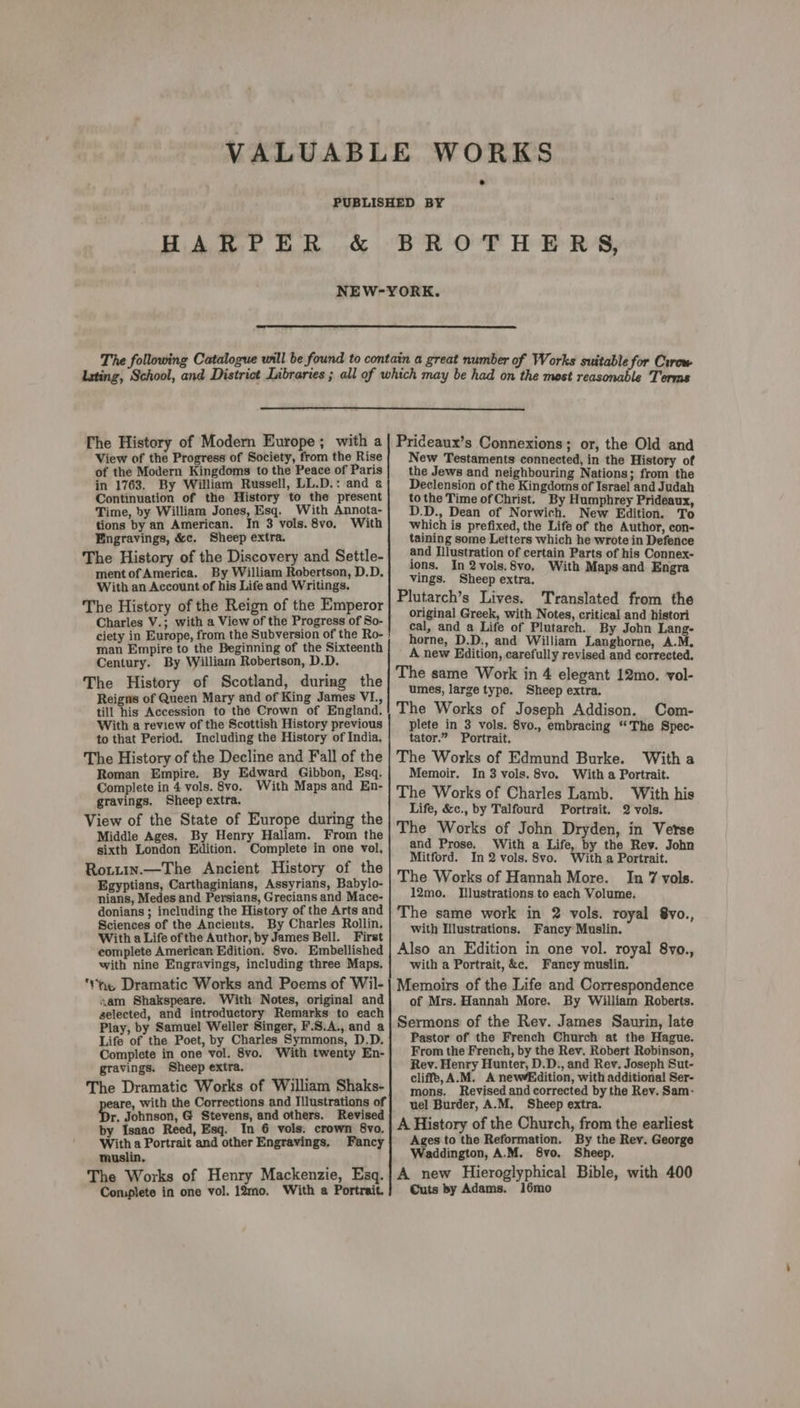 VALUABLE WORKS
PUBLISHED BY
HARPER & BROTHERS,
NEW-YORK.
The following Catalogue will be found to contain a great number of Works suitable for Circu-
lating, School, and District Libraries; all of which may be had on the most reasonable Terms
The History of Modern Europe; with a
View of the Progress of Society, from the Rise
of the Modern Kingdoms to the Peace of Paris
in 1763. By William Russell, LL.D.: and a
Continuation of the History to the present
Time, by William Jones, Esq. With Annota-
tions by an American. In 3 vols. 8vo. With
Engravings, &c. Sheep extra.
The History of the Discovery and Settle-
ment of America. By William Robertson, D.D.
With an Account of his Life and Writings.
The History of the Reign of the Emperor
Charles V.; with a View of the Progress of So-
ciety in Europe, from the Subversion of the Ro-
man Empire to the Beginning of the Sixteenth
Century. By William Robertson, D.D.
The History of Scotland, during the
Reigns of Queen Mary and of King James VI.,
till his Accession to the Crown of England.
With a review of the Scottish History previous
to that Period. Including the History of India.
The History of the Decline and Fall of the
Roman Empire. By Edward Gibbon, Esq.
Complete in 4 vols. 8vo. With Maps and En-
gravings. Sheep extra.
View of the State of Europe during the
Middle Ages. By Henry Hallam. From the
sixth London Edition. Complete in one vol.
ROLLIN.—The Ancient History of the
Egyptians, Carthaginians, Assyrians, Babylo-
nians, Medes and Persians, Grecians and Mace-
donians; including the History of the Arts and
Sciences of the Ancients. By Charles Rollin.
With a Life of the Author, by James Bell. First
complete American Edition. 8vo. Embellished
with nine Engravings, including three Maps.
The Dramatic Works and Poems of Wil-
iam Shakspeare. With Notes, original and
selected, and introductory Remarks to each
Play, by Samuel Weller Singer, F.S.A., and a
Life of the Poet, by Charles Symmons, D.D.
Complete in one vol. 8vo. With twenty En-
gravings. Sheep extra.
The Dramatic Works of William Shaks-
peare, with the Corrections and Illustrations of
Dr. Johnson, G Stevens, and others. Revised
by Isaac Reed, Esq. In 6 vols. crown 8vo.
With a Portrait and other Engravings. Fancy
muslin.
The Works of Henry Mackenzie, Esq.
Complete in one vol. 12mo. With a Portrait.
Prideaux's Connexions; or, the Old and
New Testaments connected, in the History of
the Jews and neighbouring Nations; from the
Declension of the Kingdoms of Israel and Judah
to the Time of Christ. By Humphrey Prideaux,
D.D., Dean of Norwich. New Edition. To
which is prefixed, the Life of the Author, con-
taining some Letters which he wrote in Defence
and Illustration of certain Parts of his Connex-
ions. In 2 vols. 8vo. With Maps and Engra
vings. Sheep extra.
Plutarch's Lives. Translated from the
original Greek, with Notes, critical and histori
cal, and a Life of Plutarch. By John Lang-
horne, D.D., and William Langhorne, A.M.
A new Edition, carefully revised and corrected.
The same Work in 4 elegant 12mo. vol-
umes, large type. Sheep extra.
The Works of Joseph Addison. Com-
plete in 3 vols. 8vo., embracing "The Spec-
tator." Portrait.
The Works of Edmund Burke. With a
Memoir. In 3 vols. 8vo. With a Portrait.
The Works of Charles Lamb. With his
Life, &c., by Talfourd Portrait. 2 vols.
The Works of John Dryden, in Verse
and Prose. With a Life, by the Rev. John
Mitford. In 2 vols. 8vo. With a Portrait.
The Works of Hannah More. In 7 vols.
12mo. Illustrations to each Volume.
The same work in 2 vols. royal 8vo.,
with Illustrations. Fancy Muslin.
Also an Edition in one vol. royal 8vo.,
with a Portrait, &c. Fancy muslin.
Memoirs of the Life and Correspondence
of Mrs. Hannah More. By William Roberts.
Sermons of the Rev. James Saurin, late
Pastor of the French Church at the Hague.
From the French, by the Rev. Robert Robinson,
Rev. Henry Hunter, D.D., and Rev. Joseph Sut-
cliffe, A.M. A new Edition, with additional Ser-
mons. Revised and corrected by the Rev. Sam-
uel Burder, A.M. Sheep extra.
A History of the Church, from the earliest
Ages to the Reformation. By the Rev. George
Waddington, A.M. 8vo. Sheep.
A new Hieroglyphical Bible, with 400
Cuts by Adams. 16mo